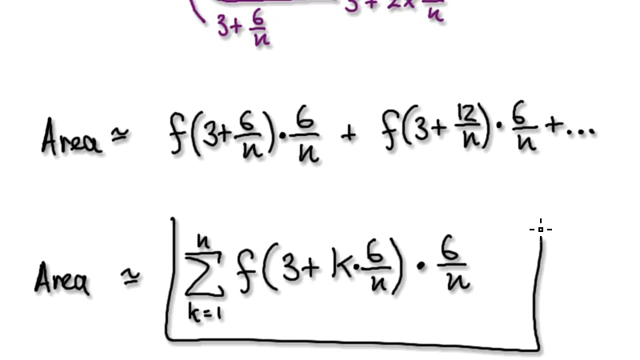 3+6/n 3+2×6/n
Area ≈ f(3+6/n)·6/n + f(3+12/n)·6/n+...
Area ≈ n∑k=1 f(3+k·6/n)·6/n